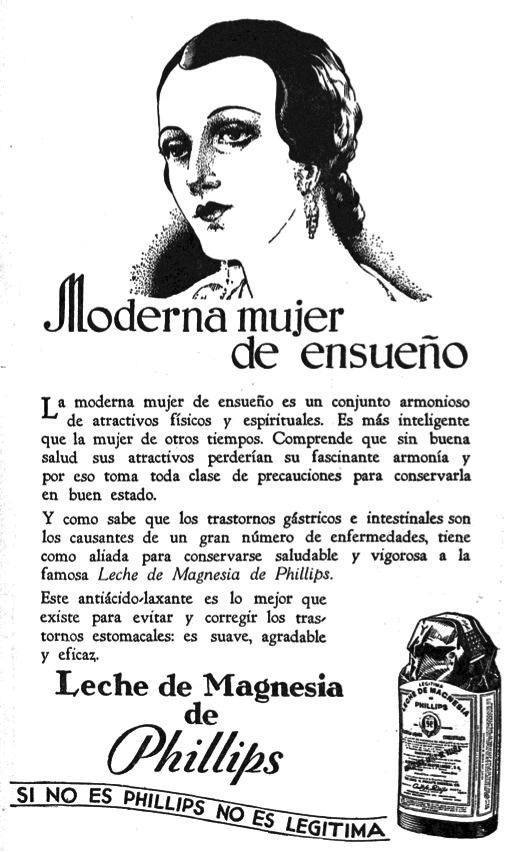 Moderna mujer
de ensueño
La moderna mujer de ensueño es un conjunto armonioso
de atractivos físicos y espirituales. Es más inteligente
que la mujer de otros tiempos. Comprende que sin buena
salud sus atractivos perderían su fascinante armonía y
por eso toma toda clase de precauciones para conservarla
en buen estado.
Y como sabe que los trastornos gástricos e intestinales son
los causantes de un gran número de enfermedades, tiene
como aliada para conservarse saludable y vigorosa a la
famosa Leche de Magnesia de Phillips.
Este antiácido-laxante es lo mejor que
existe para evitar y corregir los tras-
tornos estomacales: es suave, agradable
y eficaz.
Leche de Magnesia
de
Phillips
SI NO ES PHILLIPS NO ES LEGITIMA
LEGITIMA
LECHE DE MAGNESIA
DE
PHILLIPS